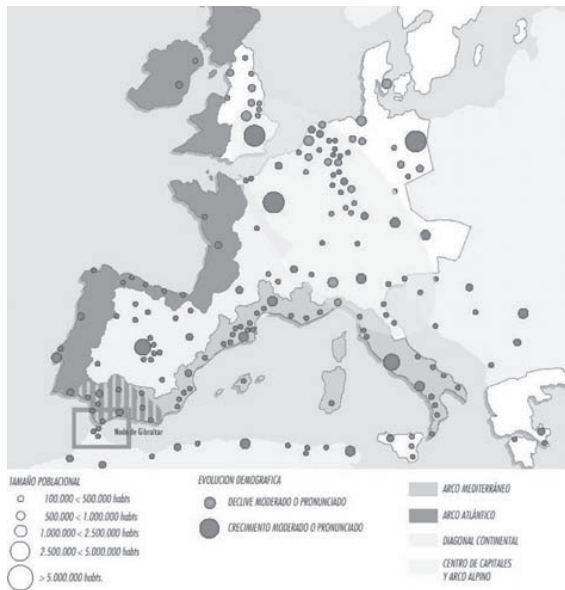 Nodo de Gibraltar
TAMAÑO POBLACIONAL
100.000 < 500.000 habts
500.000 < 1.000.000 habts
1.000.000 < 2.500.000 habts
2.500.000 < 5.000.000 habts
> 5.000.000 habts.
EVOLUCION DEMOGRAFICA
DECLIVE MODERADO O PRONUNCIADO
CRECIMIENTO MODERADO O PRONUNCIADO
ARCO MEDITERRÁNEO
ARCO ATLÁNTICO
DIAGONAL CONTINENTAL
CENTRO DE CAPITALES
Y ARCO ALPINO